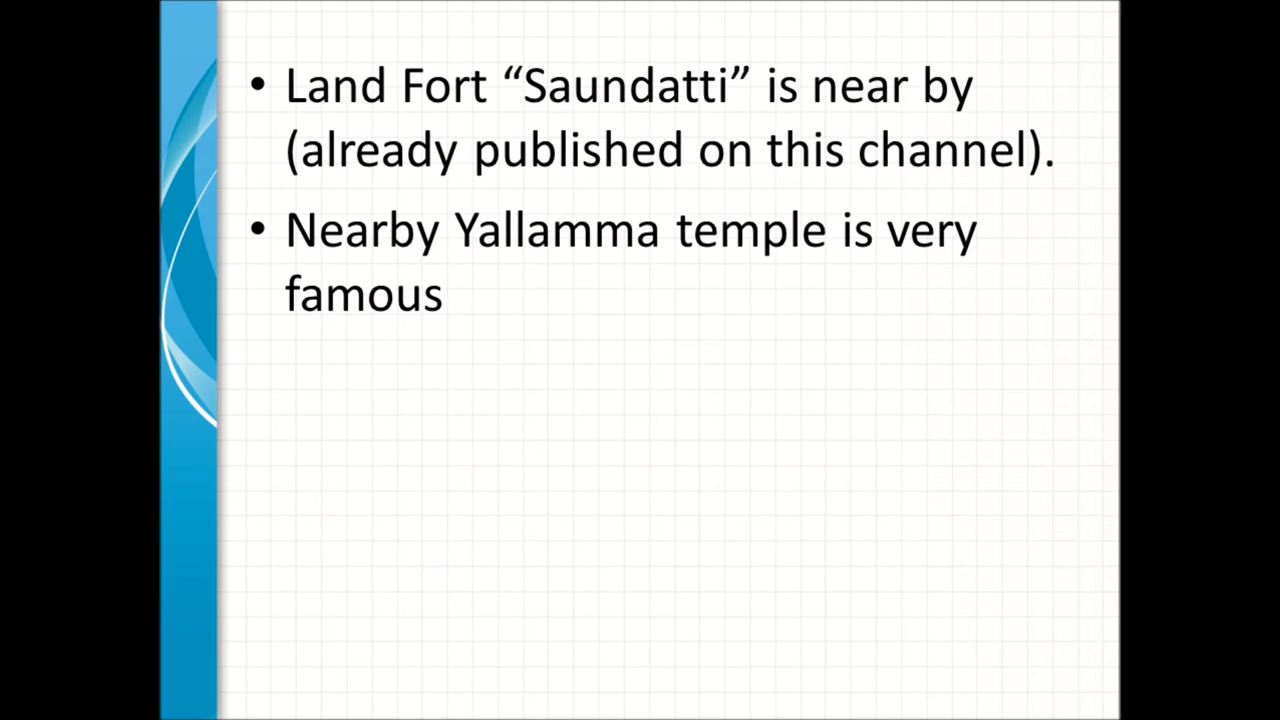 • Land Fort “Saundatti” is near by
(already published on this channel).
• Nearby Yallamma temple is very
famous